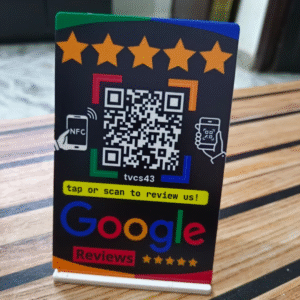 NFC
tvcs43
tap or scan to review us!
Google
Reviews